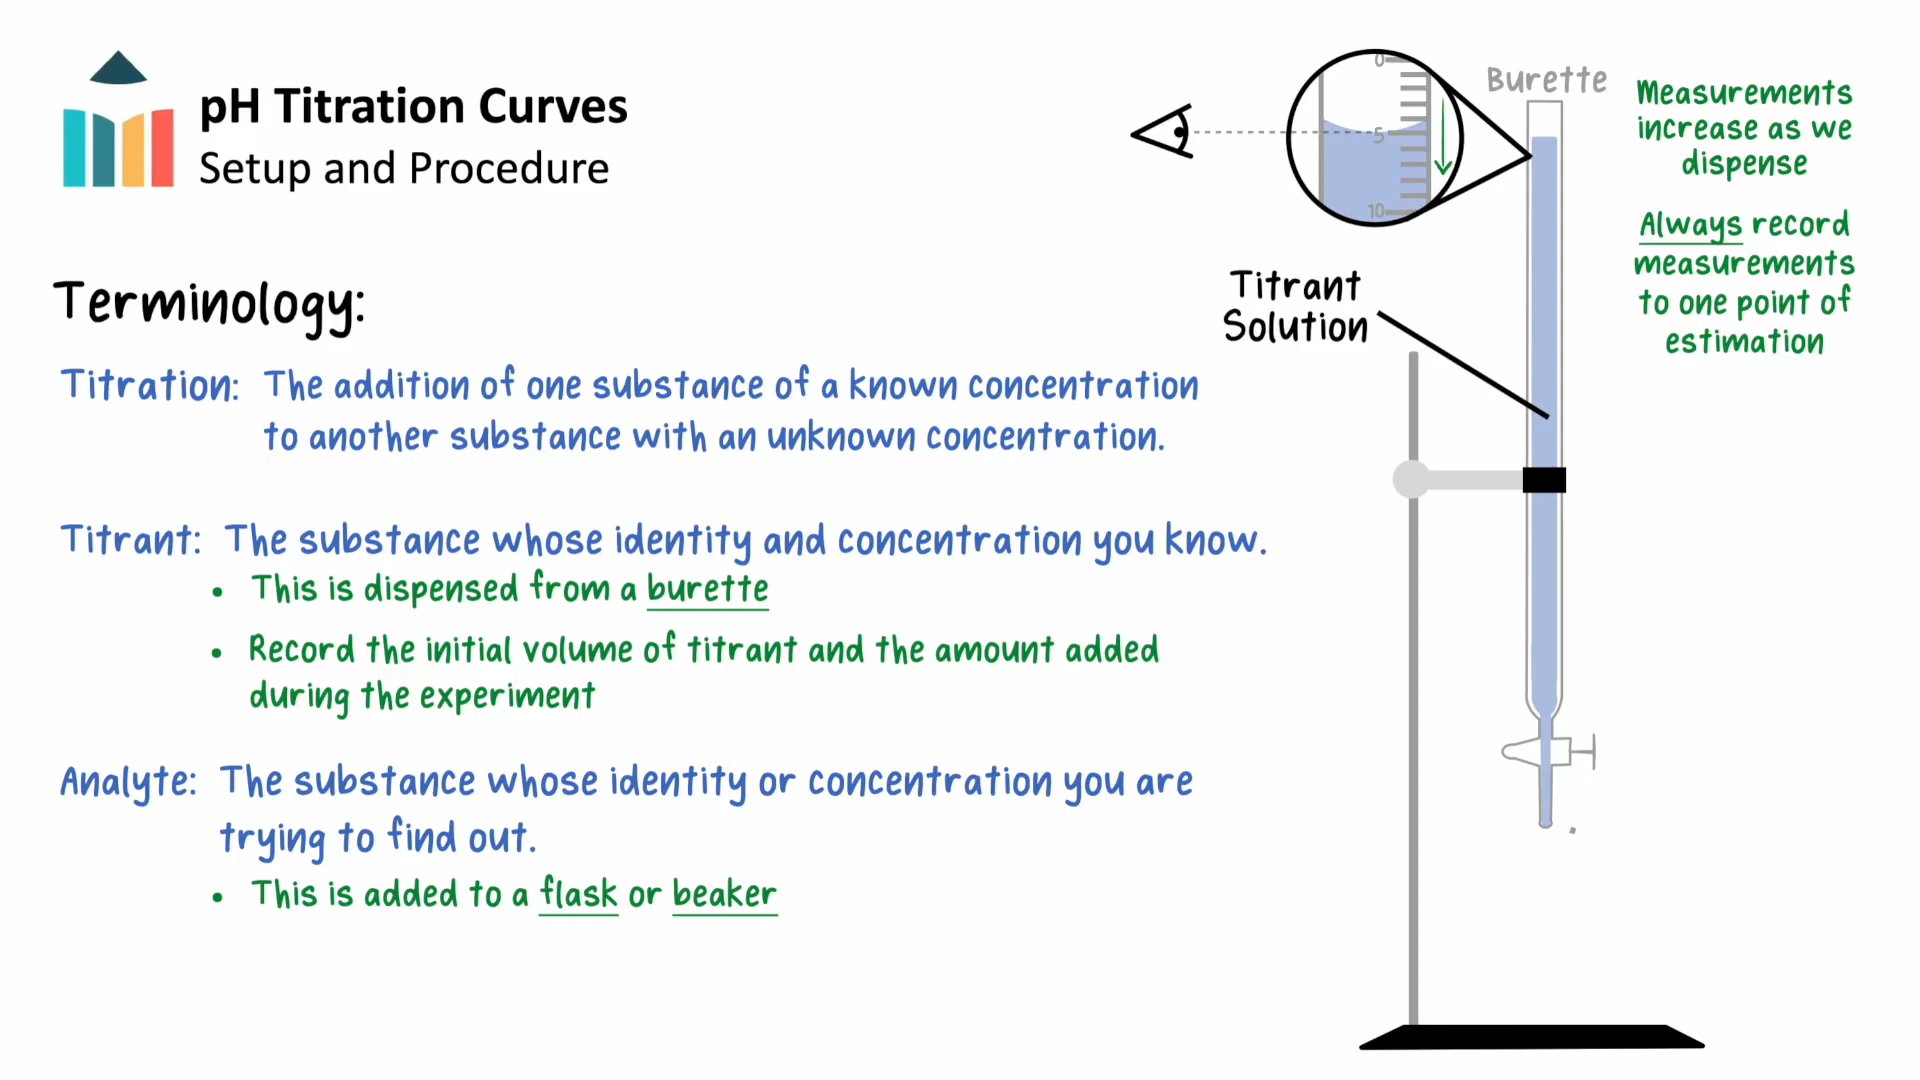 pH Titration Curves
Setup and Procedure
Terminology:
Titration: The addition of one substance of a known concentration
to another substance with an unknown concentration.
Titrant: The substance whose identity and concentration you know.
• This is dispensed from a burette
• Record the initial volume of titrant and the amount added
during the experiment
Analyte: The substance whose identity or concentration you are
trying to find out.
• This is added to a flask or beaker
0
5
10
Burette
Titrant
Solution
Measurements
increase as we
dispense
Always record
measurements
to one point of
estimation